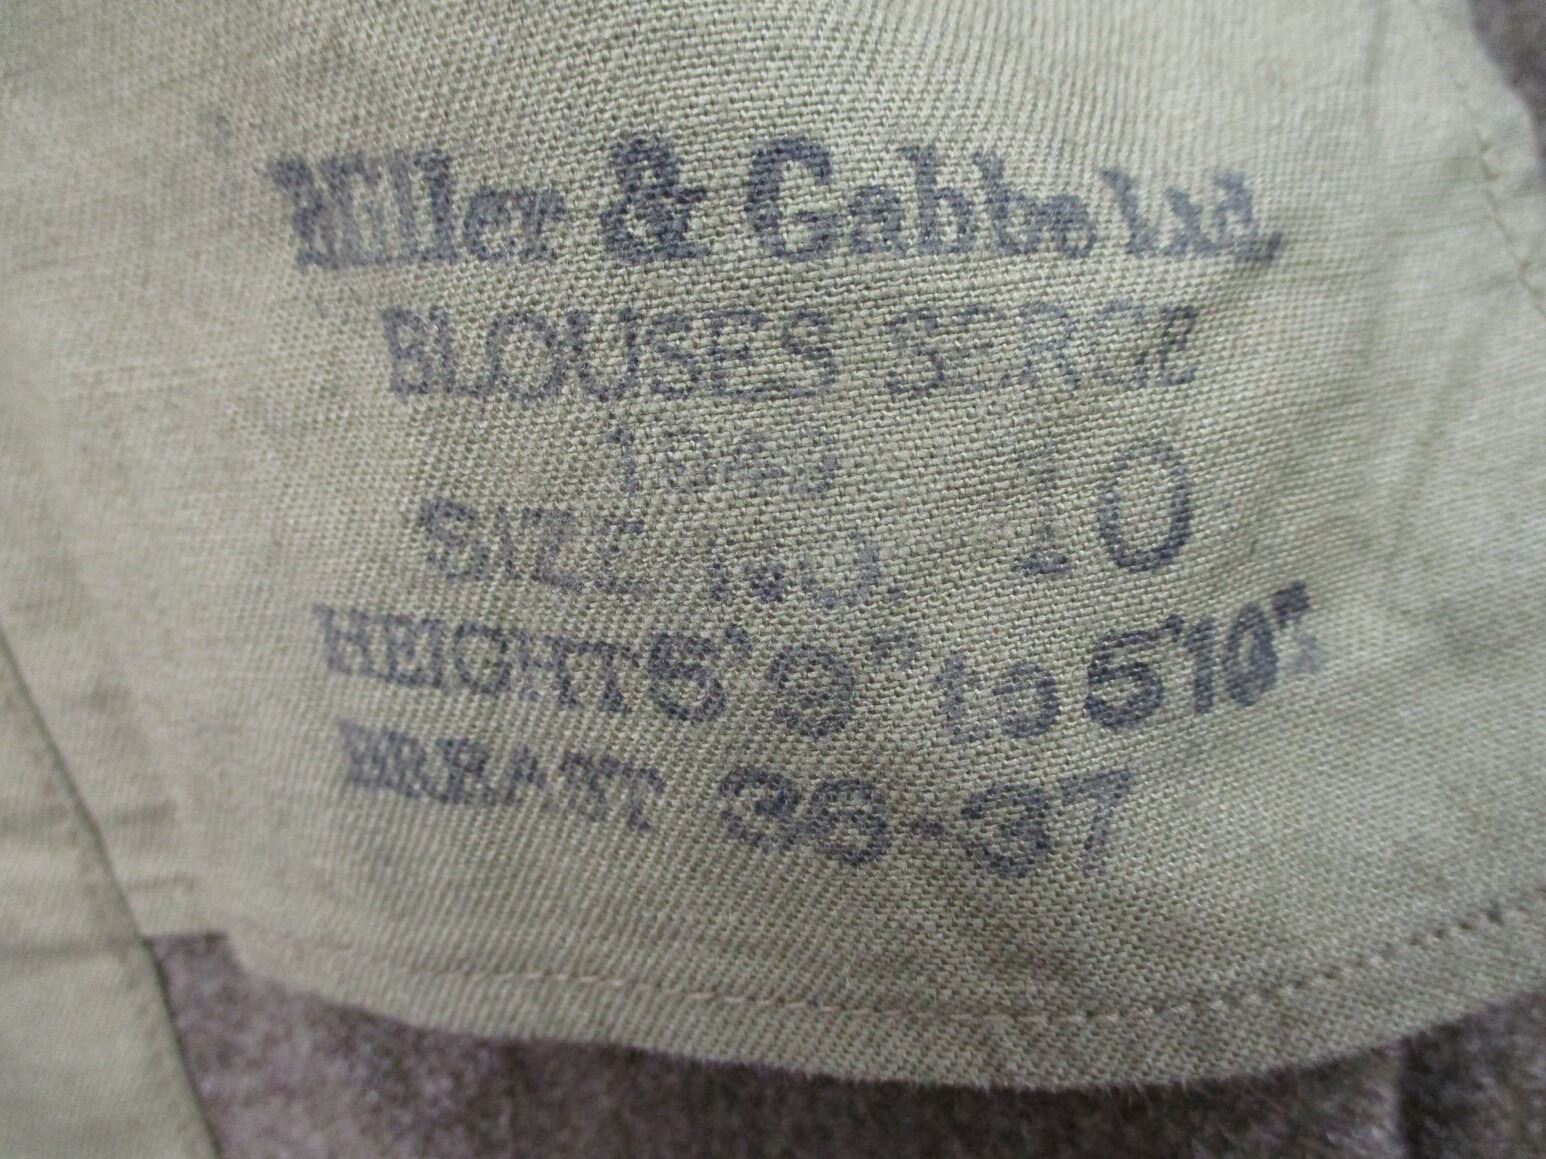 Miller & Gabbe Ltd.
BLOUSES SERGE
SIZE No. 10
HEIGHT 5' 9" to 5'10"
BREAST 36-37